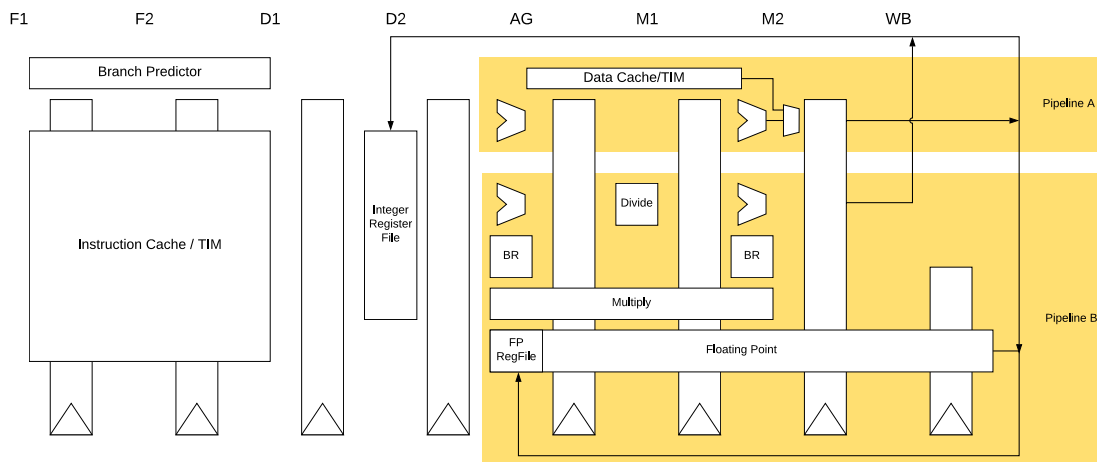 F1 F2 D1 D2 AG M1 M2 WB
Branch Predictor
Data Cache/TIM
Pipeline A
Instruction Cache / TIM
Integer
Register
File
Divide
BR
BR
Multiply
Pipeline B
FP
RegFile
Floating Point